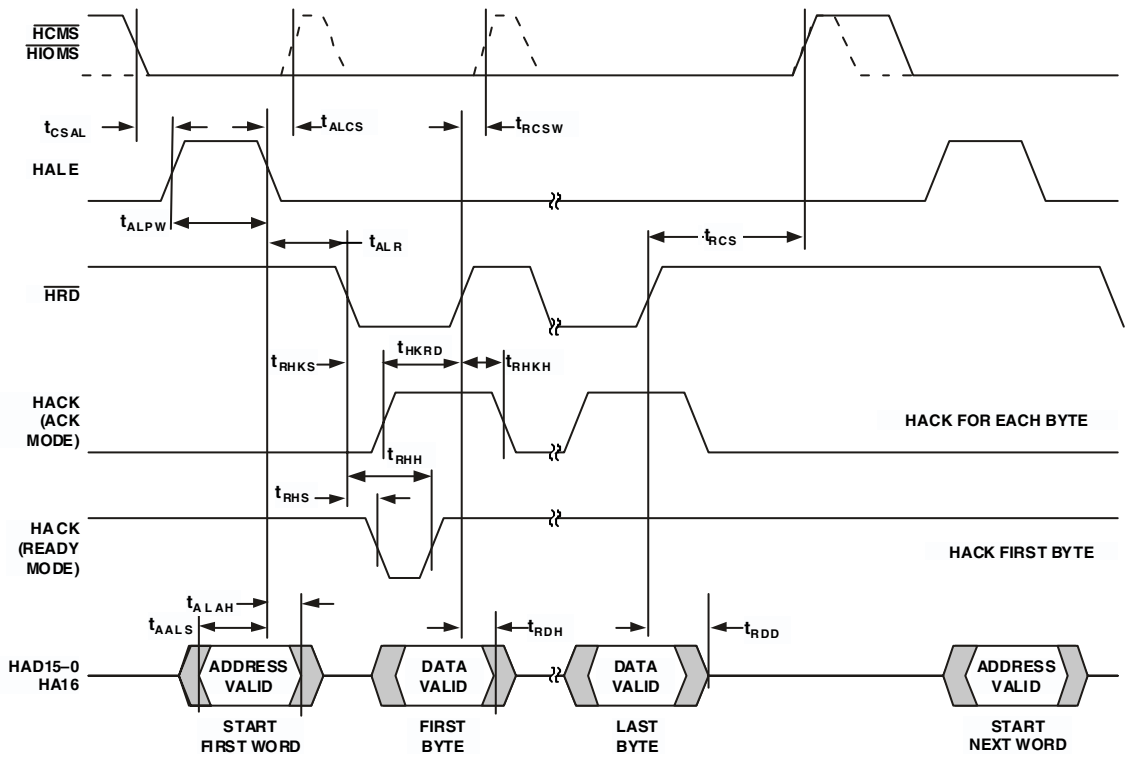 HCMS
HIOMS
tCSAL
tALCS
tRCSW
HALE
tALPW
tALR
tRCS
HRD
tRHKS
tHKRD
tRHKH
HACK
(ACK
MODE)
HACK FOR EACH BYTE
tRHH
tRHS
HACK
(READY
MODE)
HACK FIRST BYTE
tALAH
tAALS
tRDH
tRDD
HAD15–0
HA16
ADDRESS
VALID
DATA
VALID
DATA
VALID
ADDRESS
VALID
START
FIRST WORD
FIRST
BYTE
LAST
BYTE
START
NEXT WORD